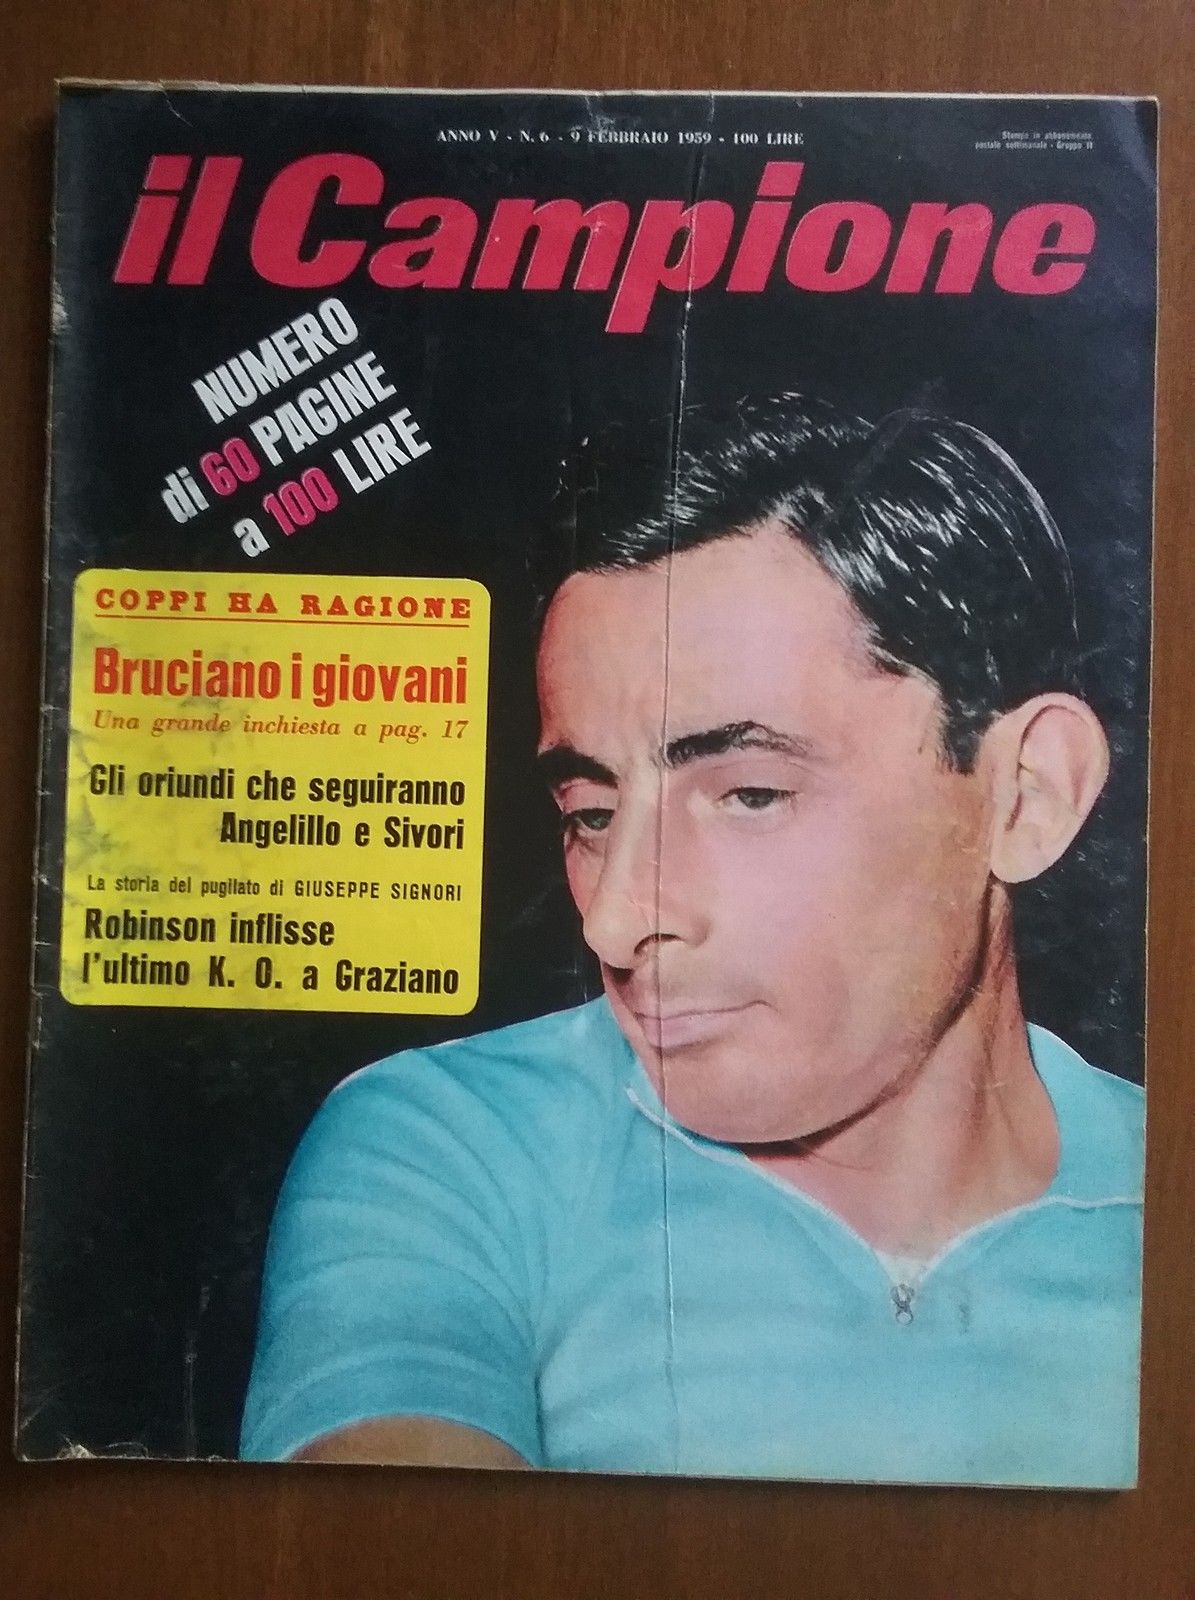 ANNO V - N. 6 - 9 FEBBRAIO 1959 - 100 LIRE
Stampa in abbonamento
postale settimanale - Gruppo II
il Campione
NUMERO
di 60 PAGINE
a 100 LIRE
COPPI HA RAGIONE
Bruciano i giovani
Una grande inchiesta a pag. 17
Gli oriundi che seguiranno
Angelillo e Sivori
La storia del pugilato di GIUSEPPE SIGNORI
Robinson inflisse
l'ultimo K. O. a Graziano